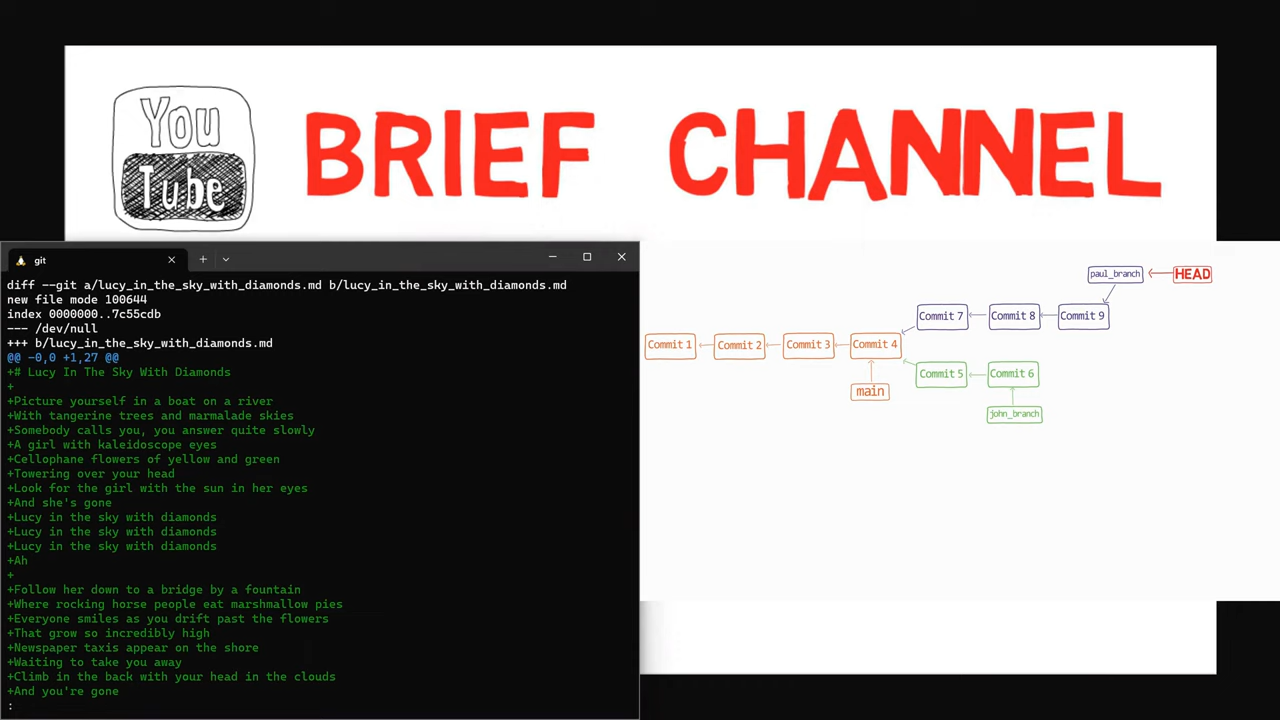 You
Tube
BRIEF CHANNEL
git
diff --git a/lucy_in_the_sky_with_diamonds.md b/lucy_in_the_sky_with_diamonds.md
new file mode 100644
index 0000000..7c55cdb
--- /dev/null
+++ b/lucy_in_the_sky_with_diamonds.md
@@ -0,0 +1,27 @@
+# Lucy In The Sky With Diamonds
+
+Picture yourself in a boat on a river
+With tangerine trees and marmalade skies
+Somebody calls you, you answer quite slowly
+A girl with kaleidoscope eyes
+Cellophane flowers of yellow and green
+Towering over your head
+Look for the girl with the sun in her eyes
+And she's gone
+Lucy in the sky with diamonds
+Lucy in the sky with diamonds
+Lucy in the sky with diamonds
+Ah
+
+Follow her down to a bridge by a fountain
+Where rocking horse people eat marshmallow pies
+Everyone smiles as you drift past the flowers
+That grow so incredibly high
+Newspaper taxis appear on the shore
+Waiting to take you away
+Climb in the back with your head in the clouds
+And you're gone
:
paul_branch HEAD
Commit 7 Commit 8 Commit 9
Commit 1 Commit 2 Commit 3 Commit 4
Commit 5 Commit 6
main
john_branch